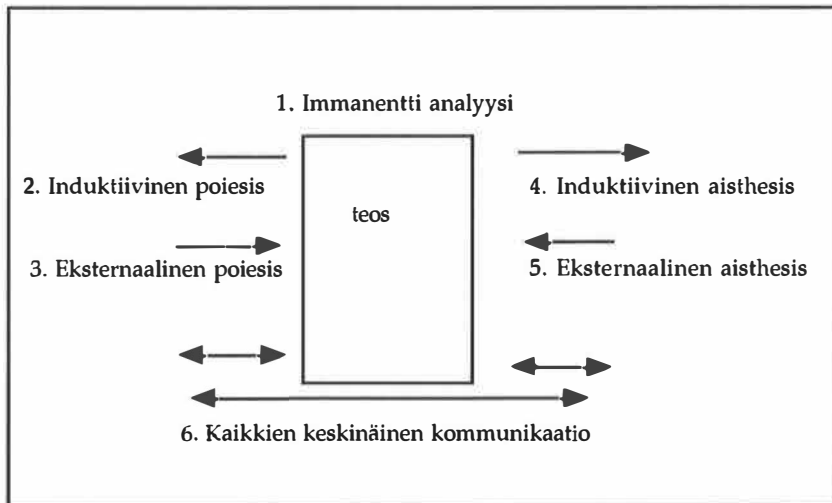 1. Immanentti analyysi
2. Induktiivinen poiesis
4. Induktiivinen aisthesis
teos
3. Eksternaalinen poiesis
5. Eksternaalinen aisthesis
6. Kaikkien keskinäinen kommunikaatio